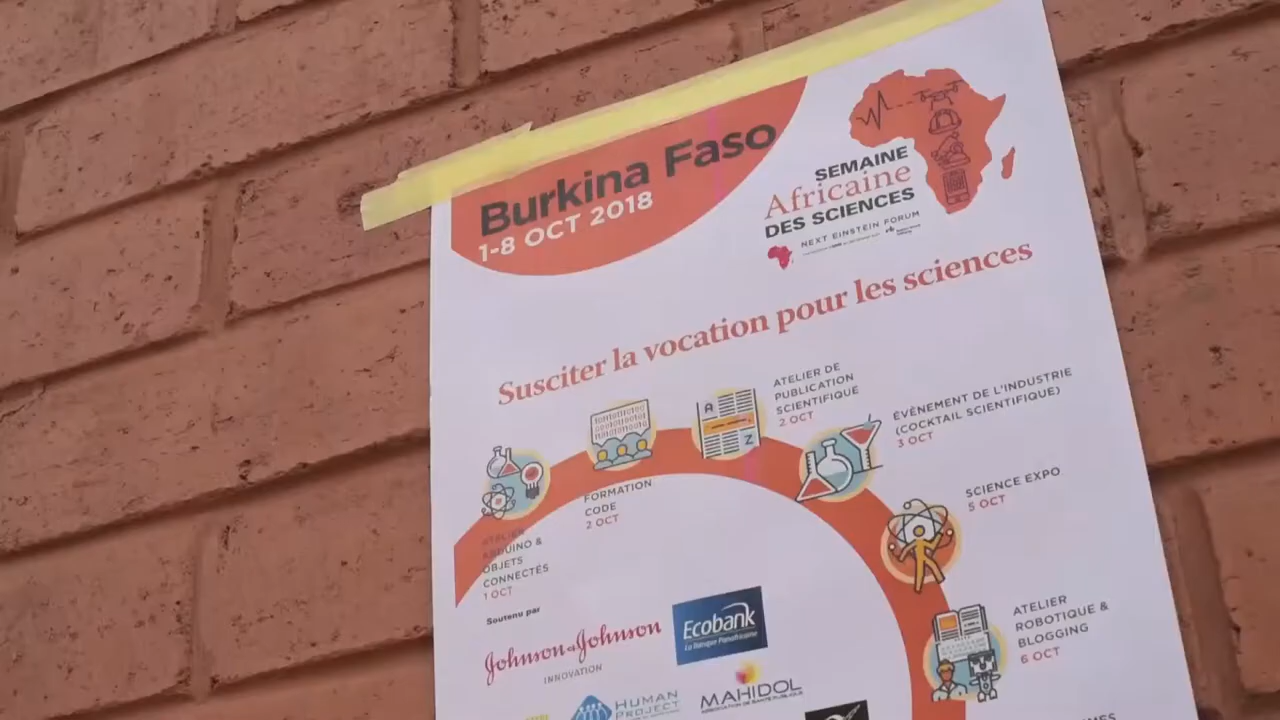 Burkina Faso
1-8 OCT 2018
SEMAINE
Africaine
DES SCIENCES
NEXT EINSTEIN FORUM
Susciter la vocation pour les sciences
ATELIER
ARDUINO &
OBJETS
CONNECTÉS
1 OCT
FORMATION
CODE
2 OCT
ATELIER DE
PUBLICATION
SCIENTIFIQUE
2 OCT
ÉVÈNEMENT DE L'INDUSTRIE
(COCKTAIL SCIENTIFIQUE)
3 OCT
SCIENCE EXPO
5 OCT
ATELIER
ROBOTIQUE &
BLOGGING
6 OCT
Soutenu par
Johnson & Johnson
INNOVATION
Ecobank
La Banque Panafricaine
HUMAN
PROJECT
MAHIDOL
A
Z